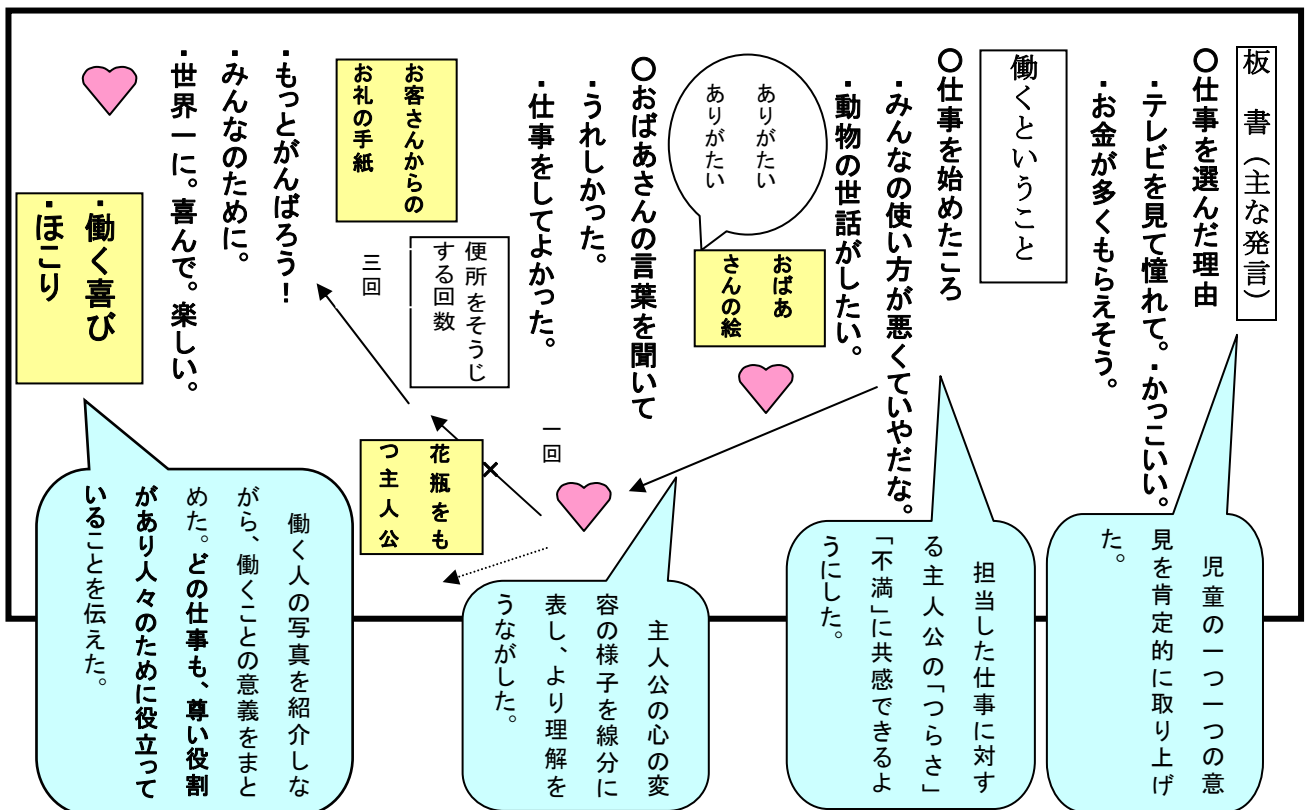 板　書（主な発言）
○仕事を選んだ理由
・テレビを見て憧れて。・かっこいい。
・お金が多くもらえそう。
働くということ
○仕事を始めたころ
・みんなの使い方が悪くていやだな。
・動物の世話がしたい。
ありがたい
ありがたい
おばあ
さんの絵
○おばあさんの言葉を聞いて
・うれしかった。
・仕事をしてよかった。
一回
便所をそうじ
する回数
三回
花瓶をも
つ主人公
×
お客さんからの
お礼の手紙
・もっとがんばろう！
・みんなのために。
・世界一に。喜んで。楽しい。
・働く喜び
・ほこり
児童の一つ一つの意
見を肯定的に取り上げ
た。
担当した仕事に対す
る主人公の「つらさ」
「不満」に共感できるよ
うにした。
主人公の心の変
容の様子を線分に
表し、より理解を
うながした。
働く人の写真を紹介しな
がら、働くことの意義をまと
めた。どの仕事も、尊い役割
があり人々のために役立って
いることを伝えた。